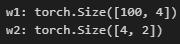 w1: torch.Size([100, 4])
w2: torch.Size([4, 2])